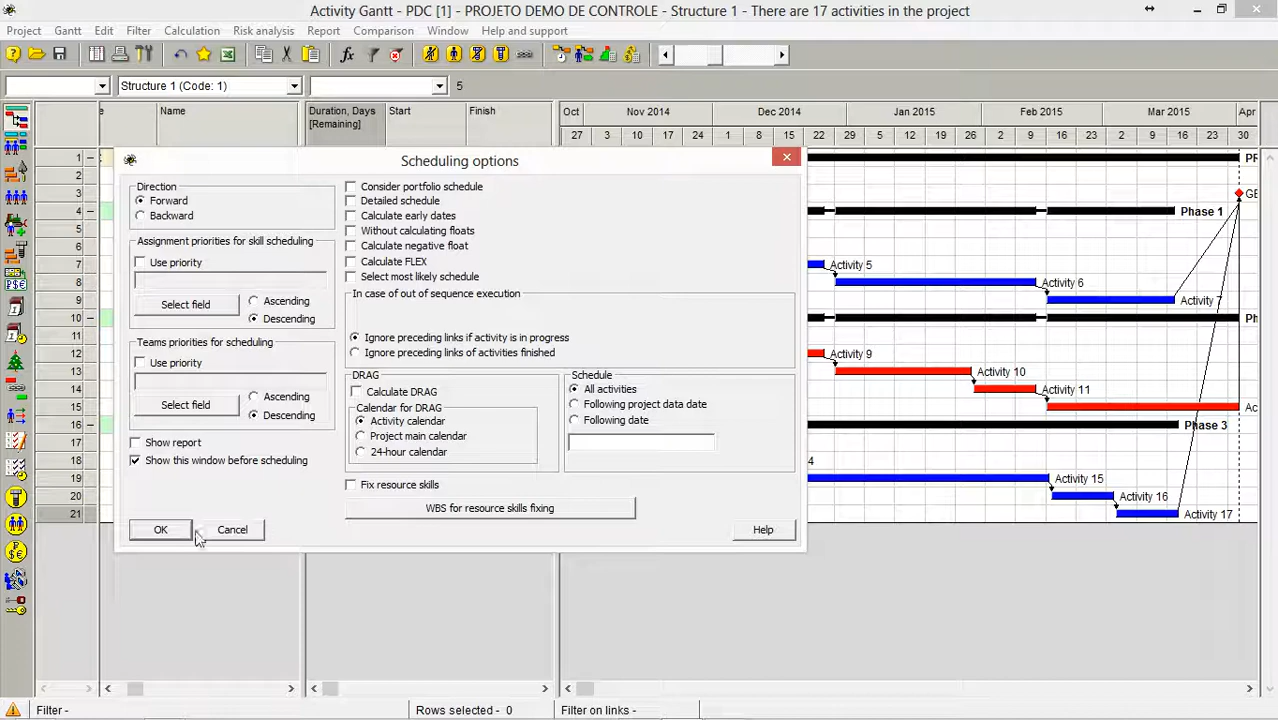 Activity Gantt - PDC [1] - PROJETO DEMO DE CONTROLE - Structure 1 - There are 17 activities in the project
Project Gantt Edit Filter Calculation Risk analysis Report Comparison Window Help and support
Structure 1 (Code: 1) 5
e Name Duration, Days [Remaining] Start Finish
Oct Nov 2014 Dec 2014 Jan 2015 Feb 2015 Mar 2015 Apr
27 3 10 17 24 1 8 15 22 29 5 12 19 26 2 9 16 23 2 9 16 23 30
Scheduling options
Direction
Forward
Backward
Assignment priorities for skill scheduling
Use priority
Select field
Ascending
Descending
Teams priorities for scheduling
Use priority
Select field
Ascending
Descending
Show report
Show this window before scheduling
OK
Cancel
Consider portfolio schedule
Detailed schedule
Calculate early dates
Without calculating floats
Calculate negative float
Calculate FLEX
Select most likely schedule
In case of out of sequence execution
Ignore preceding links if activity is in progress
Ignore preceding links of activities finished
DRAG
Calculate DRAG
Calendar for DRAG
Activity calendar
Project main calendar
24-hour calendar
Schedule
All activities
Following project data date
Following date
Fix resource skills
WBS for resource skills fixing
Help
1
2
3
4
5
6
7
8
9
10
11
12
13
14
15
16
17
18
19
20
21
PR
GE
Phase 1
Activity 5
Activity 6
Activity 7
Ph
Activity 9
Activity 10
Activity 11
Ac
Phase 3
4
Activity 15
Activity 16
Activity 17
Filter - Rows selected - 0 Filter on links -